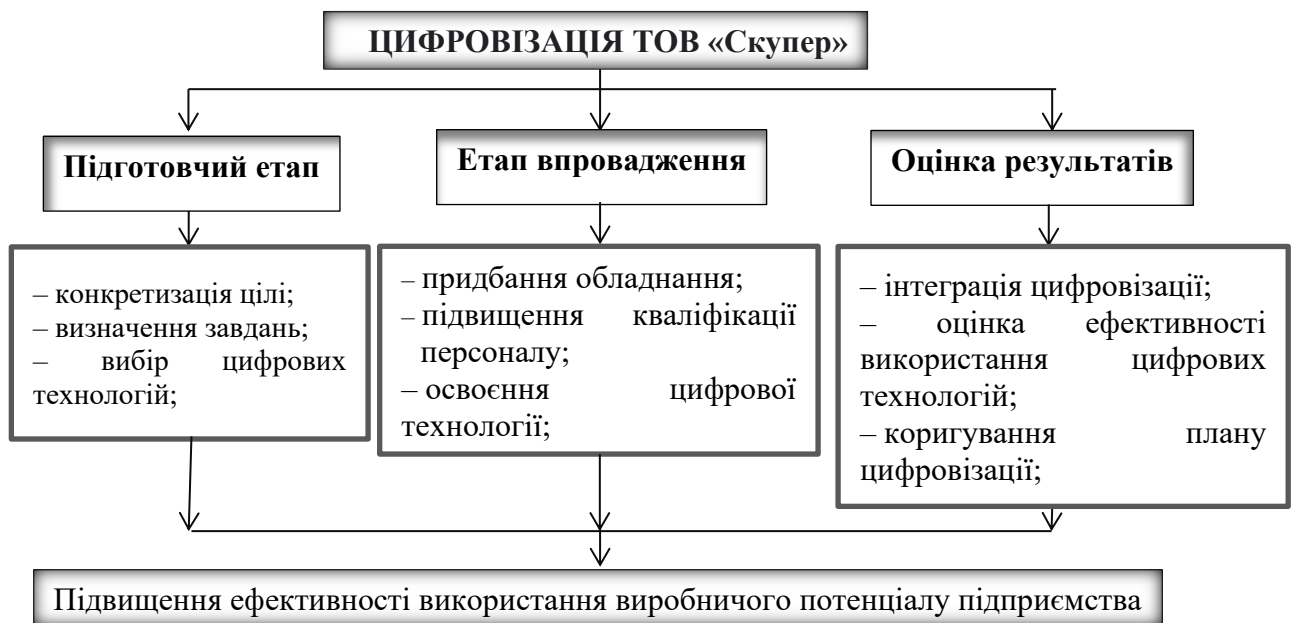 ЦИФРОВІЗАЦІЯ ТОВ «Скупер»
Підготовчий етап
Етап впровадження
Оцінка результатів
– конкретизація цілі;
– визначення завдань;
– вибір цифрових
технологій;
– придбання обладнання;
– підвищення кваліфікації
персоналу;
– освоєння цифрової
технології;
– інтеграція цифровізації;
– оцінка ефективності
використання цифрових
технологій;
– коригування плану
цифровізації;
Підвищення ефективності використання виробничого потенціалу підприємства